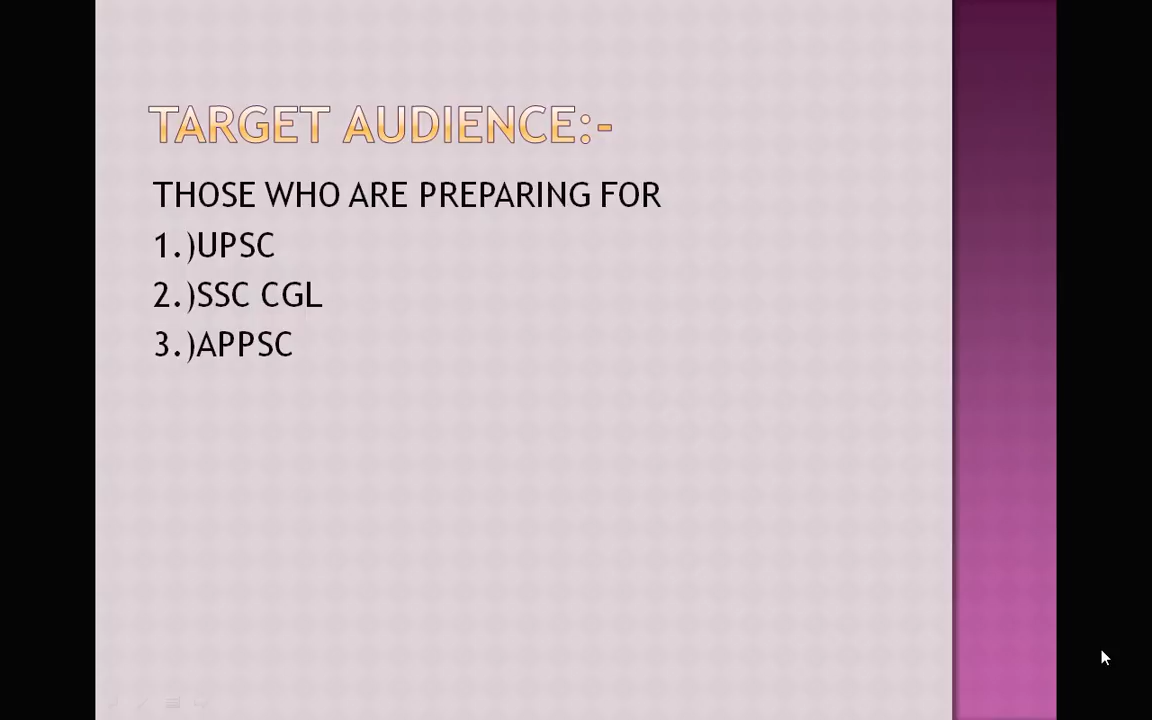 TARGET AUDIENCE:-
THOSE WHO ARE PREPARING FOR
1.)UPSC
2.)SSC CGL
3.)APPSC